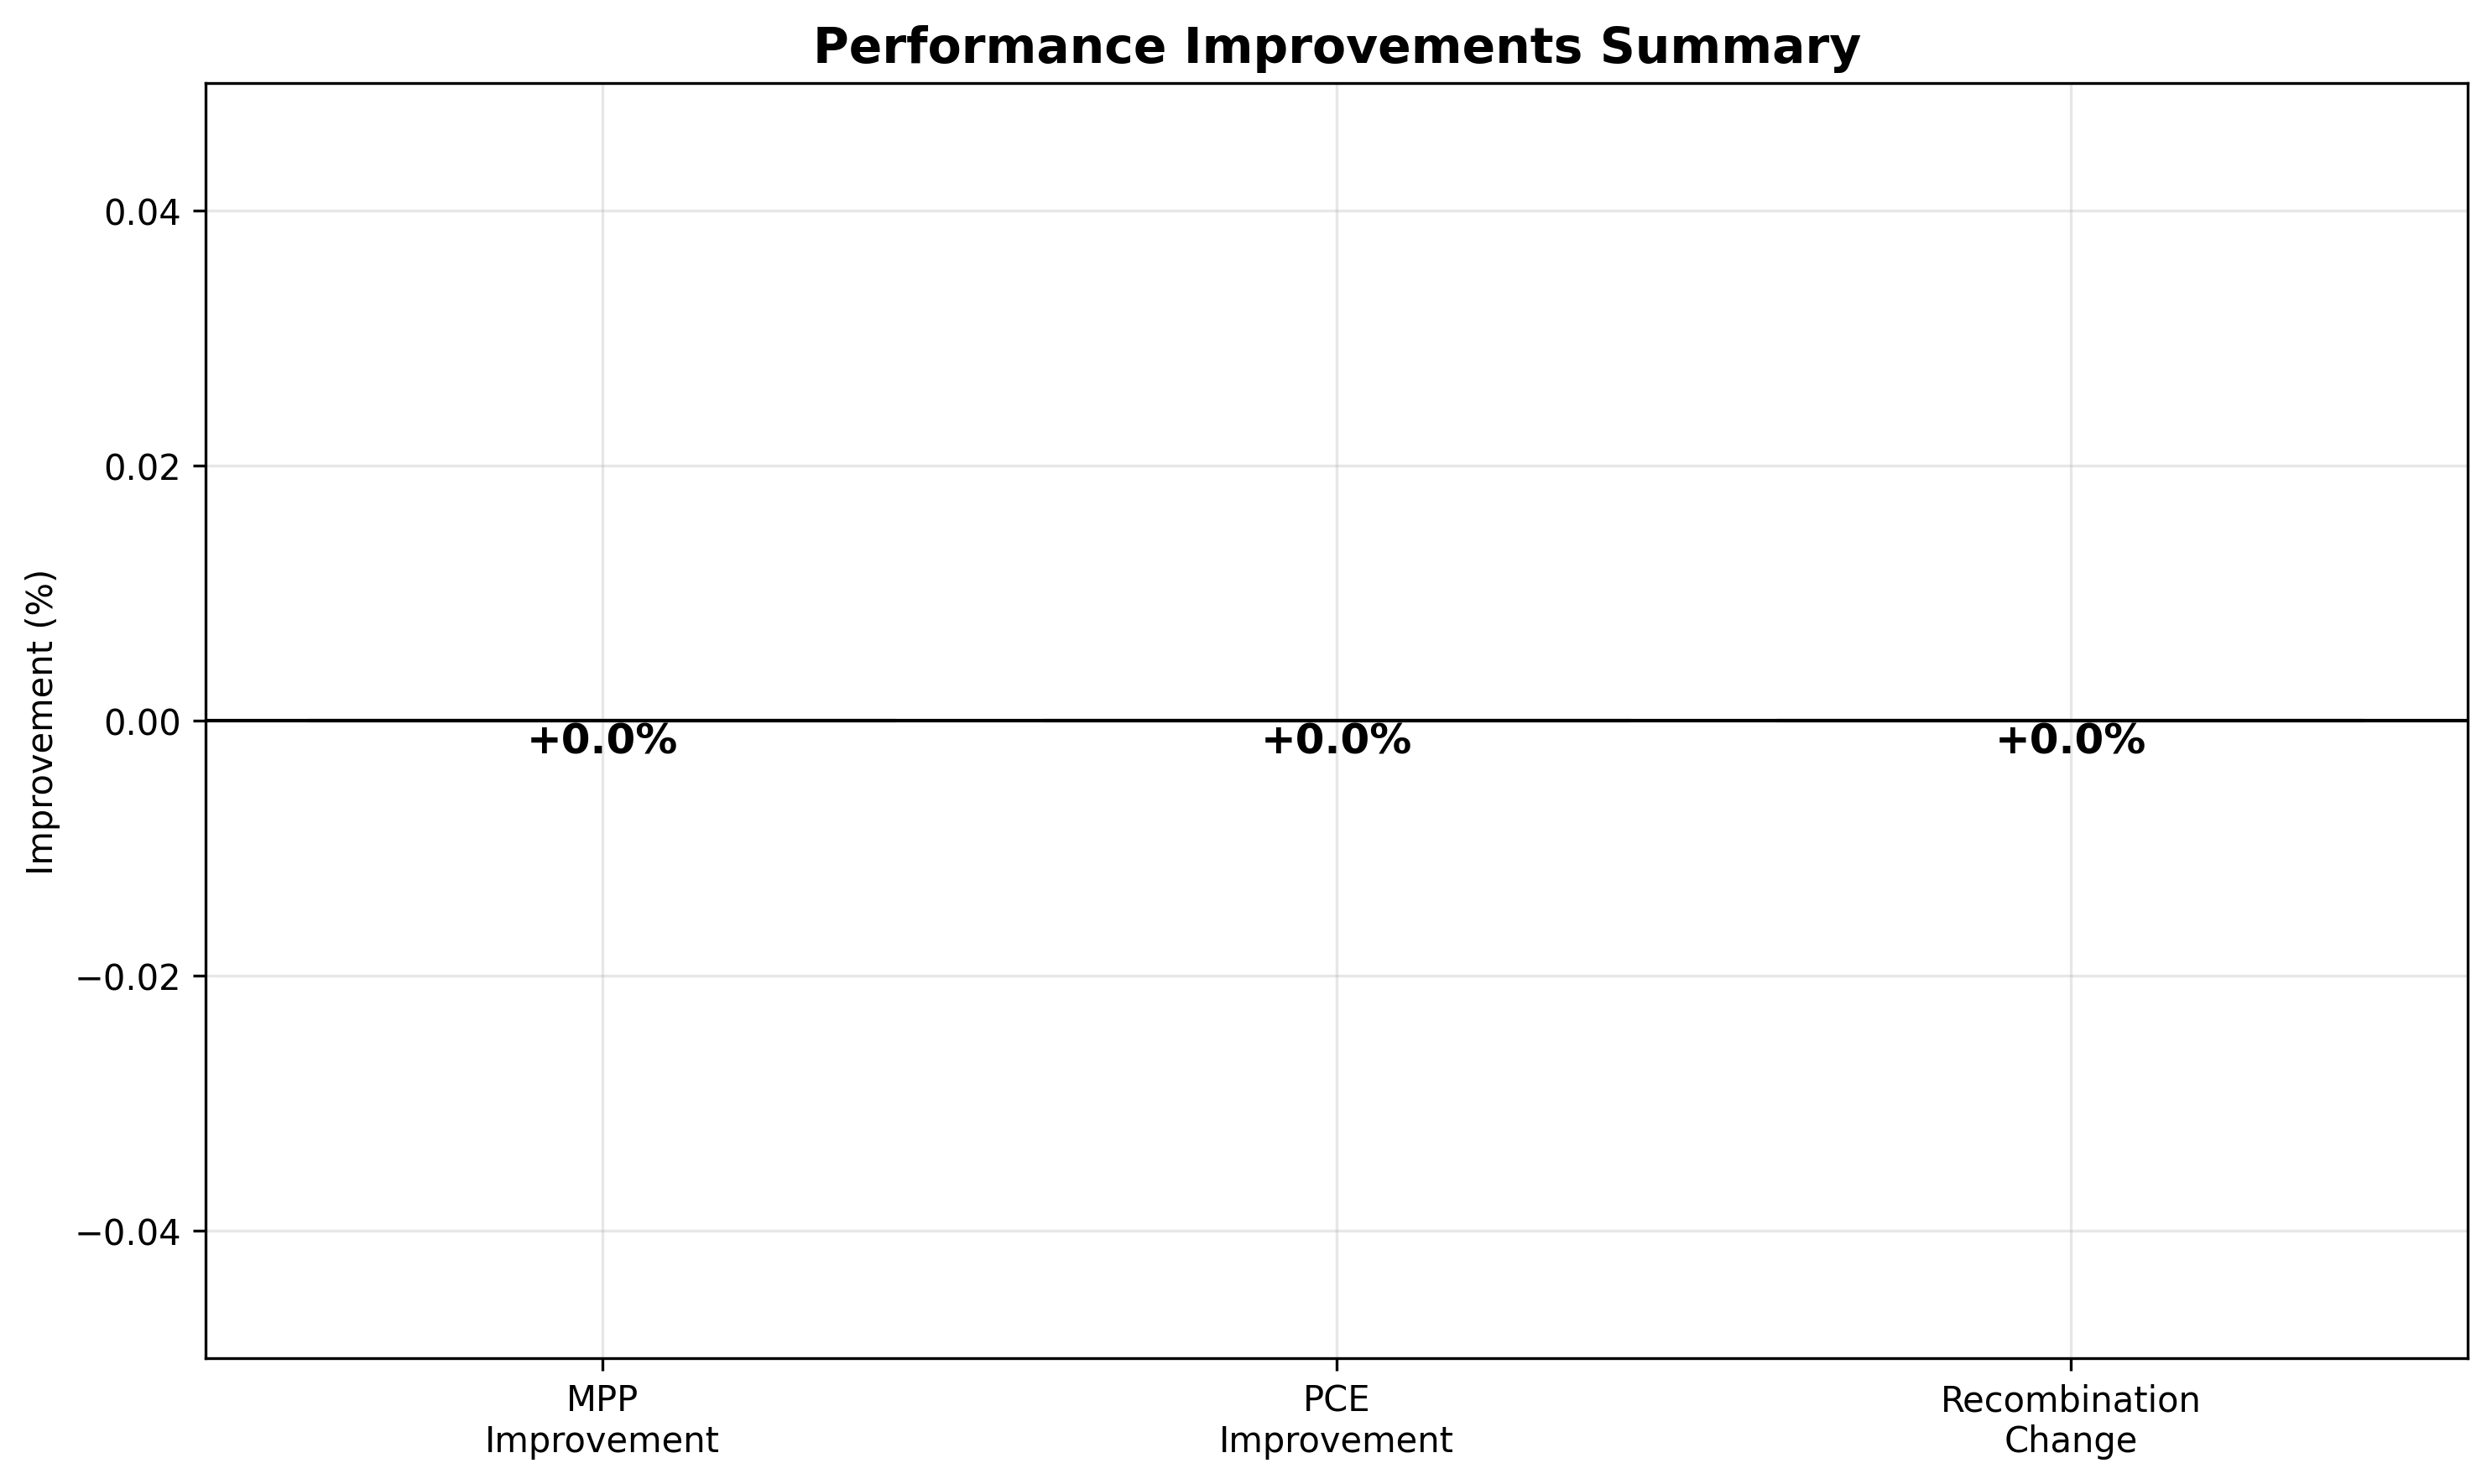 Performance Improvements Summary
Improvement (%)
0.04
0.02
0.00
−0.02
−0.04
+0.0%
+0.0%
+0.0%
MPP
Improvement
PCE
Improvement
Recombination
Change